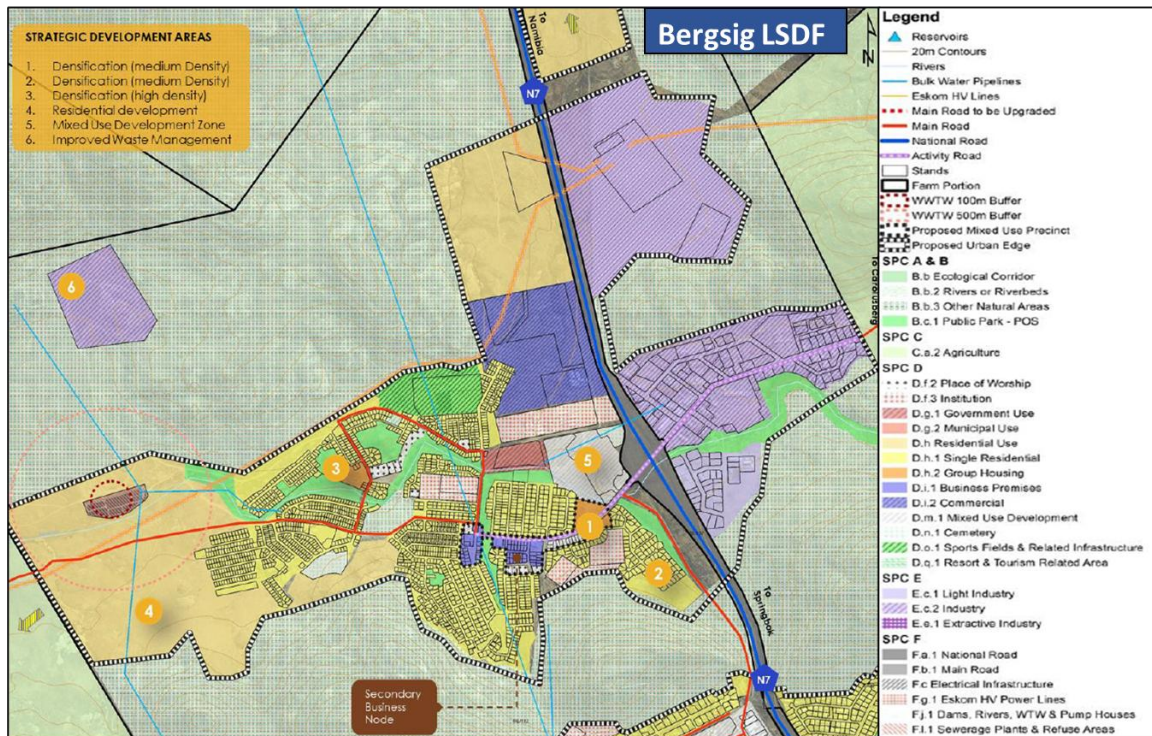 Bergsig LSDF
STRATEGIC DEVELOPMENT AREAS
1. Densification (medium Density)
2. Densification (medium Density)
3. Densification (high density)
4. Residential development
5. Mixed Use Development Zone
6. Improved Waste Management
To Namibia
N
N7
6
3
5
1
2
4
To Springbok
N7
Secondary
Business
Node
Legend
Reservoirs
20m Contours
Rivers
Bulk Water Pipelines
Eskom HV Lines
Main Road to be Upgraded
Main Road
National Road
Activity Road
Stands
Farm Portion
WWTW 100m Buffer
WWTW 500m Buffer
Proposed Mixed Use Precinct
Proposed Urban Edge
SPC A & B
B.b Ecological Corridor
B.b.2 Rivers or Riverbeds
B.b.3 Other Natural Areas
B.c.1 Public Park - POS
SPC C
C.a.2 Agriculture
SPC D
D.f.2 Place of Worship
D.f.3 Institution
D.g.1 Government Use
D.g.2 Municipal Use
D.h Residential Use
D.h.1 Single Residential
D.h.2 Group Housing
D.i.1 Business Premises
D.i.2 Commercial
D.m.1 Mixed Use Development
D.n.1 Cemetery
D.o.1 Sports Fields & Related Infrastructure
D.q.1 Resort & Tourism Related Area
SPC E
E.c.1 Light Industry
E.c.2 Industry
E.e.1 Extractive Industry
SPC F
F.a.1 National Road
F.b.1 Main Road
F.c Electrical Infrastructure
F.g.1 Eskom HV Power Lines
F.j.1 Dams, Rivers, WTW & Pump Houses
F.l.1 Sewerage Plants & Refuse Areas